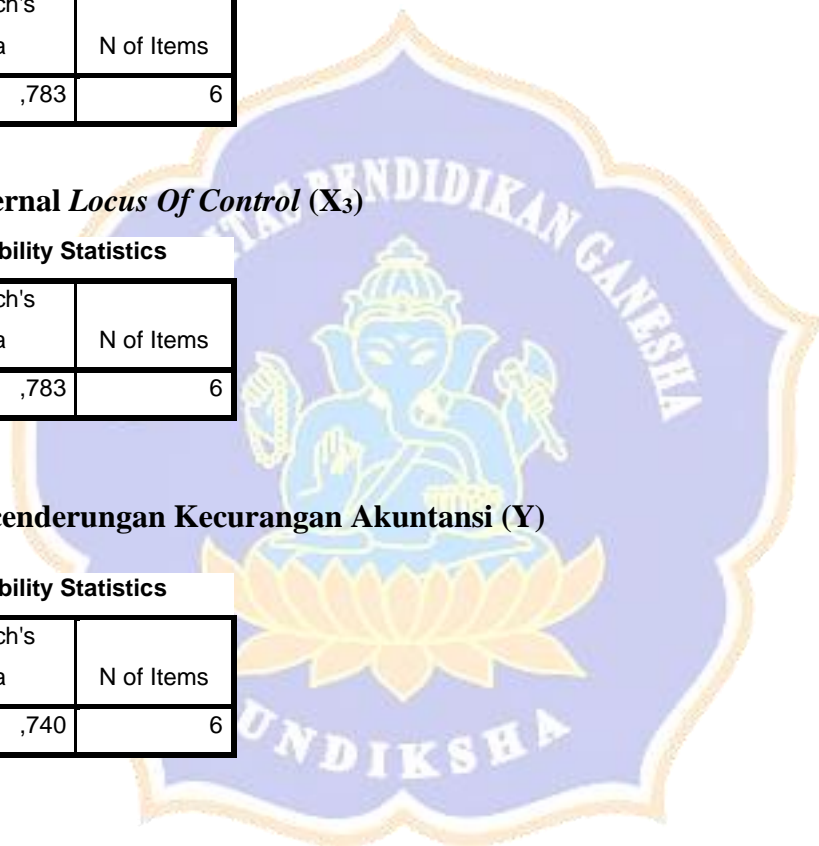 ch's
a N of Items
,783 6
ernal Locus Of Control (X₃)
bility Statistics
ch's
a N of Items
,783 6
cenderungan Kecurangan Akuntansi (Y)
bility Statistics
ch's
a N of Items
,740 6
PENDIDIKAN GANESHA
UNDIKSHA